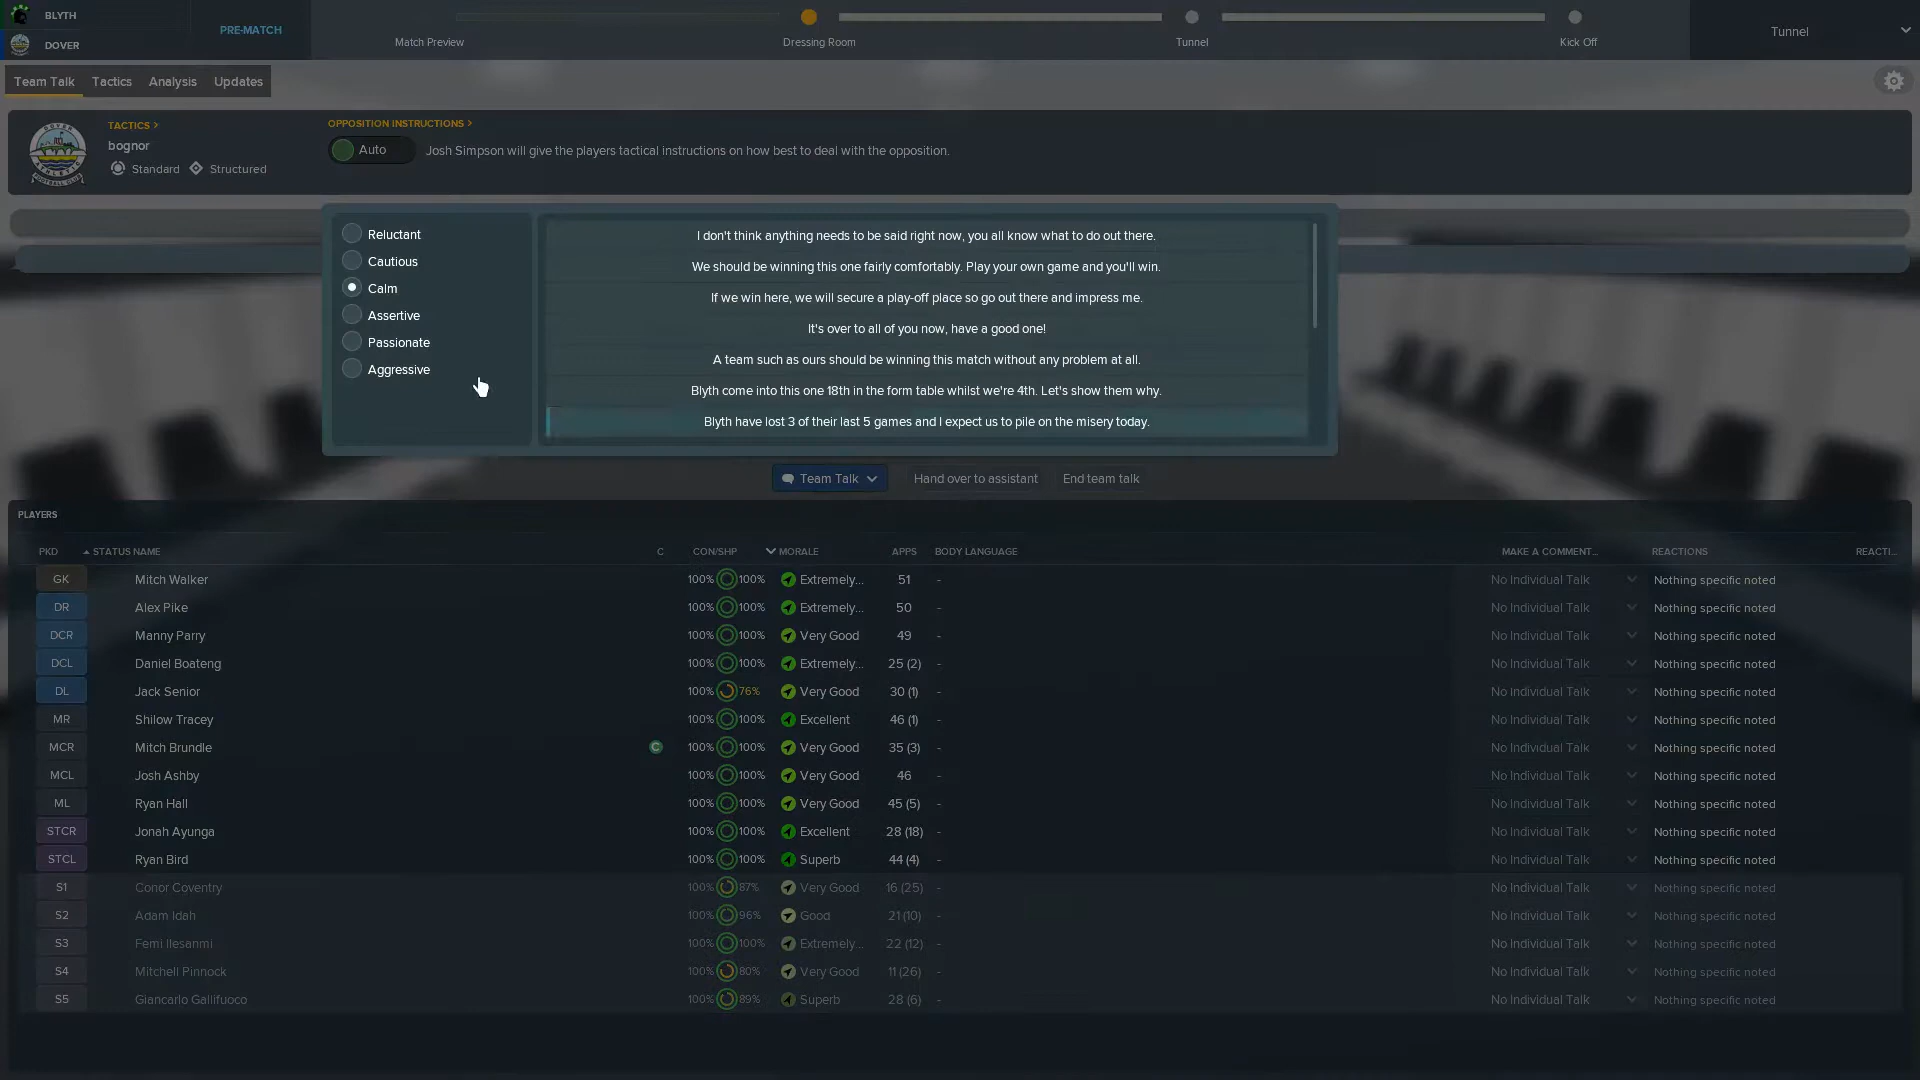 BLYTH
DOVER
PRE-MATCH
Match Preview
Dressing Room
Tunnel
Kick Off
Tunnel
Team Talk
Tactics
Analysis
Updates
TACTICS >
bognor
Standard
Structured
OPPOSITION INSTRUCTIONS >
Auto
Josh Simpson will give the players tactical instructions on how best to deal with the opposition.
Reluctant
Cautious
Calm
Assertive
Passionate
Aggressive
I don't think anything needs to be said right now, you all know what to do out there.
We should be winning this one fairly comfortably. Play your own game and you'll win.
If we win here, we will secure a play-off place so go out there and impress me.
It's over to all of you now, have a good one!
A team such as ours should be winning this match without any problem at all.
Blyth come into this one 18th in the form table whilst we're 4th. Let's show them why.
Blyth have lost 3 of their last 5 games and I expect us to pile on the misery today.
Team Talk
Hand over to assistant
End team talk
PLAYERS
PKD STATUS NAME C CON/SHP MORALE APPS BODY LANGUAGE MAKE A COMMENT... REACTIONS REACTI...
GK Mitch Walker 100% 100% Extremely... 51 - No Individual Talk Nothing specific noted
DR Alex Pike 100% 100% Extremely... 50 - No Individual Talk Nothing specific noted
DCR Manny Parry 100% 100% Very Good 49 - No Individual Talk Nothing specific noted
DCL Daniel Boateng 100% 100% Extremely... 25 (2) - No Individual Talk Nothing specific noted
DL Jack Senior 100% 76% Very Good 30 (1) - No Individual Talk Nothing specific noted
MR Shilow Tracey 100% 100% Excellent 46 (1) - No Individual Talk Nothing specific noted
MCR Mitch Brundle C 100% 100% Very Good 35 (3) - No Individual Talk Nothing specific noted
MCL Josh Ashby 100% 100% Very Good 46 - No Individual Talk Nothing specific noted
ML Ryan Hall 100% 100% Very Good 45 (5) - No Individual Talk Nothing specific noted
STCR Jonah Ayunga 100% 100% Excellent 28 (18) - No Individual Talk Nothing specific noted
STCL Ryan Bird 100% 100% Superb 44 (4) - No Individual Talk Nothing specific noted
S1 Conor Coventry 100% 87% Very Good 16 (25) - No Individual Talk Nothing specific noted
S2 Adam Idah 100% 96% Good 21 (10) - No Individual Talk Nothing specific noted
S3 Femi Ilesanmi 100% 100% Extremely... 22 (12) - No Individual Talk Nothing specific noted
S4 Mitchell Pinnock 100% 80% Very Good 11 (26) - No Individual Talk Nothing specific noted
S5 Giancarlo Gallifuoco 100% 89% Superb 28 (6) - No Individual Talk Nothing specific noted